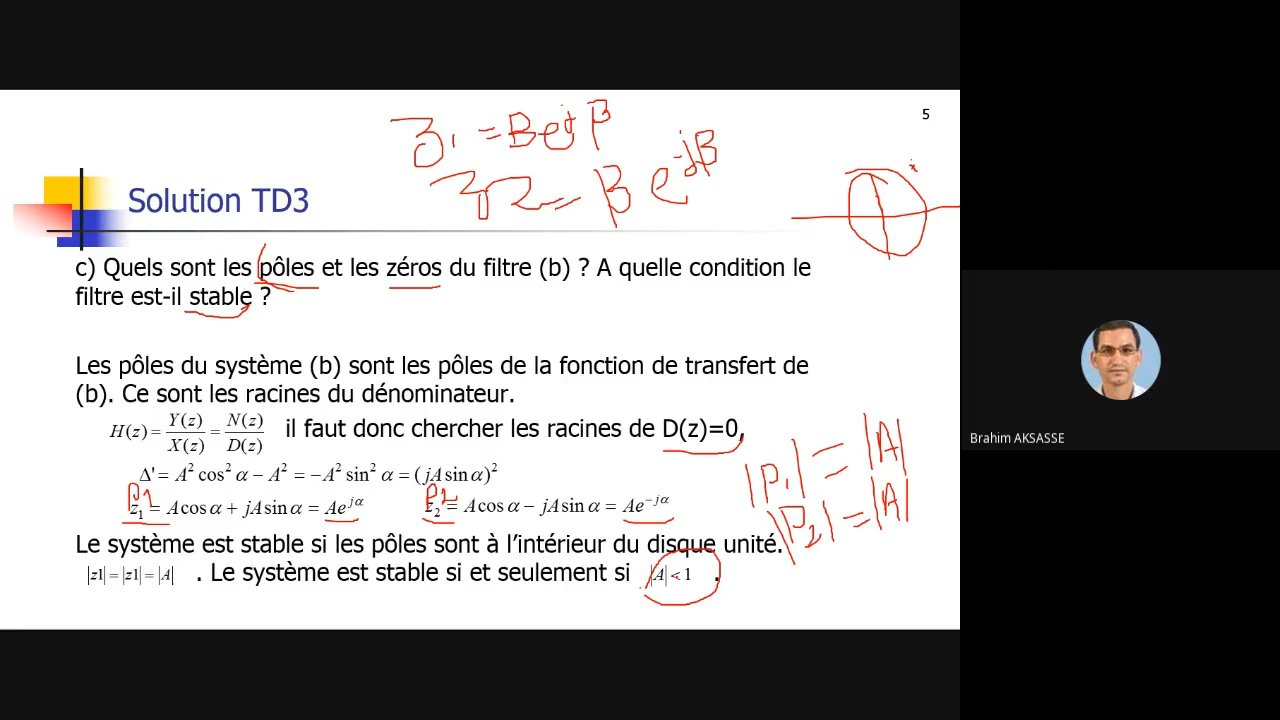 5
z1 = B e^jβ
z2 = β e^-jβ
Solution TD3
c) Quels sont les pôles et les zéros du filtre (b) ? A quelle condition le
filtre est-il stable ?
Les pôles du système (b) sont les pôles de la fonction de transfert de
(b). Ce sont les racines du dénominateur.
H(z) = Y(z)/X(z) = N(z)/D(z) il faut donc chercher les racines de D(z)=0,
Δ' = A² cos² α − A² = −A² sin² α = (jA sin α)²
P1 P2
z₁ = A cos α + jA sin α = Ae^jα z₂ = A cos α − jA sin α = Ae^−jα
|P1| = |A|
|P2| = |A|
Le système est stable si les pôles sont à l’intérieur du disque unité.
|z1| = |z1| = |A| . Le système est stable si et seulement si |A| < 1 .
Brahim AKSASSE